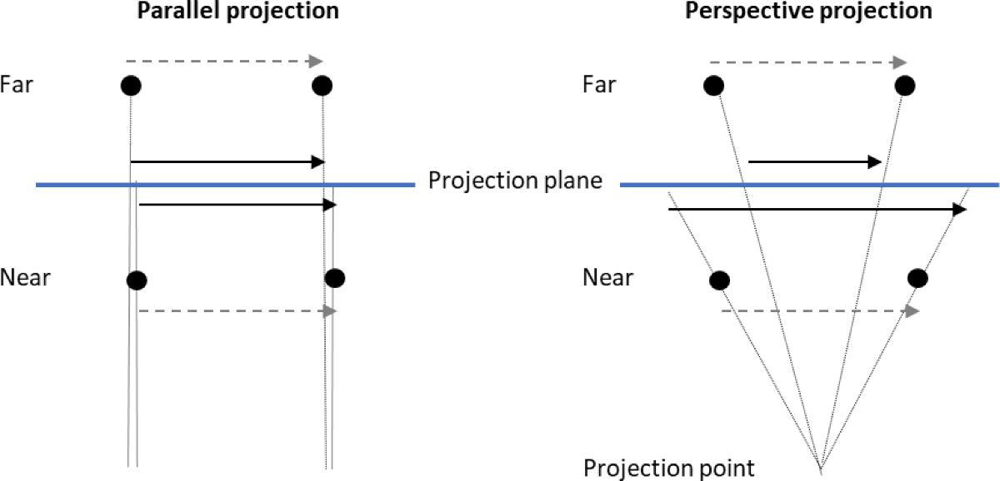 Parallel projection
Perspective projection
Far
Far
Projection plane
Near
Near
Projection point